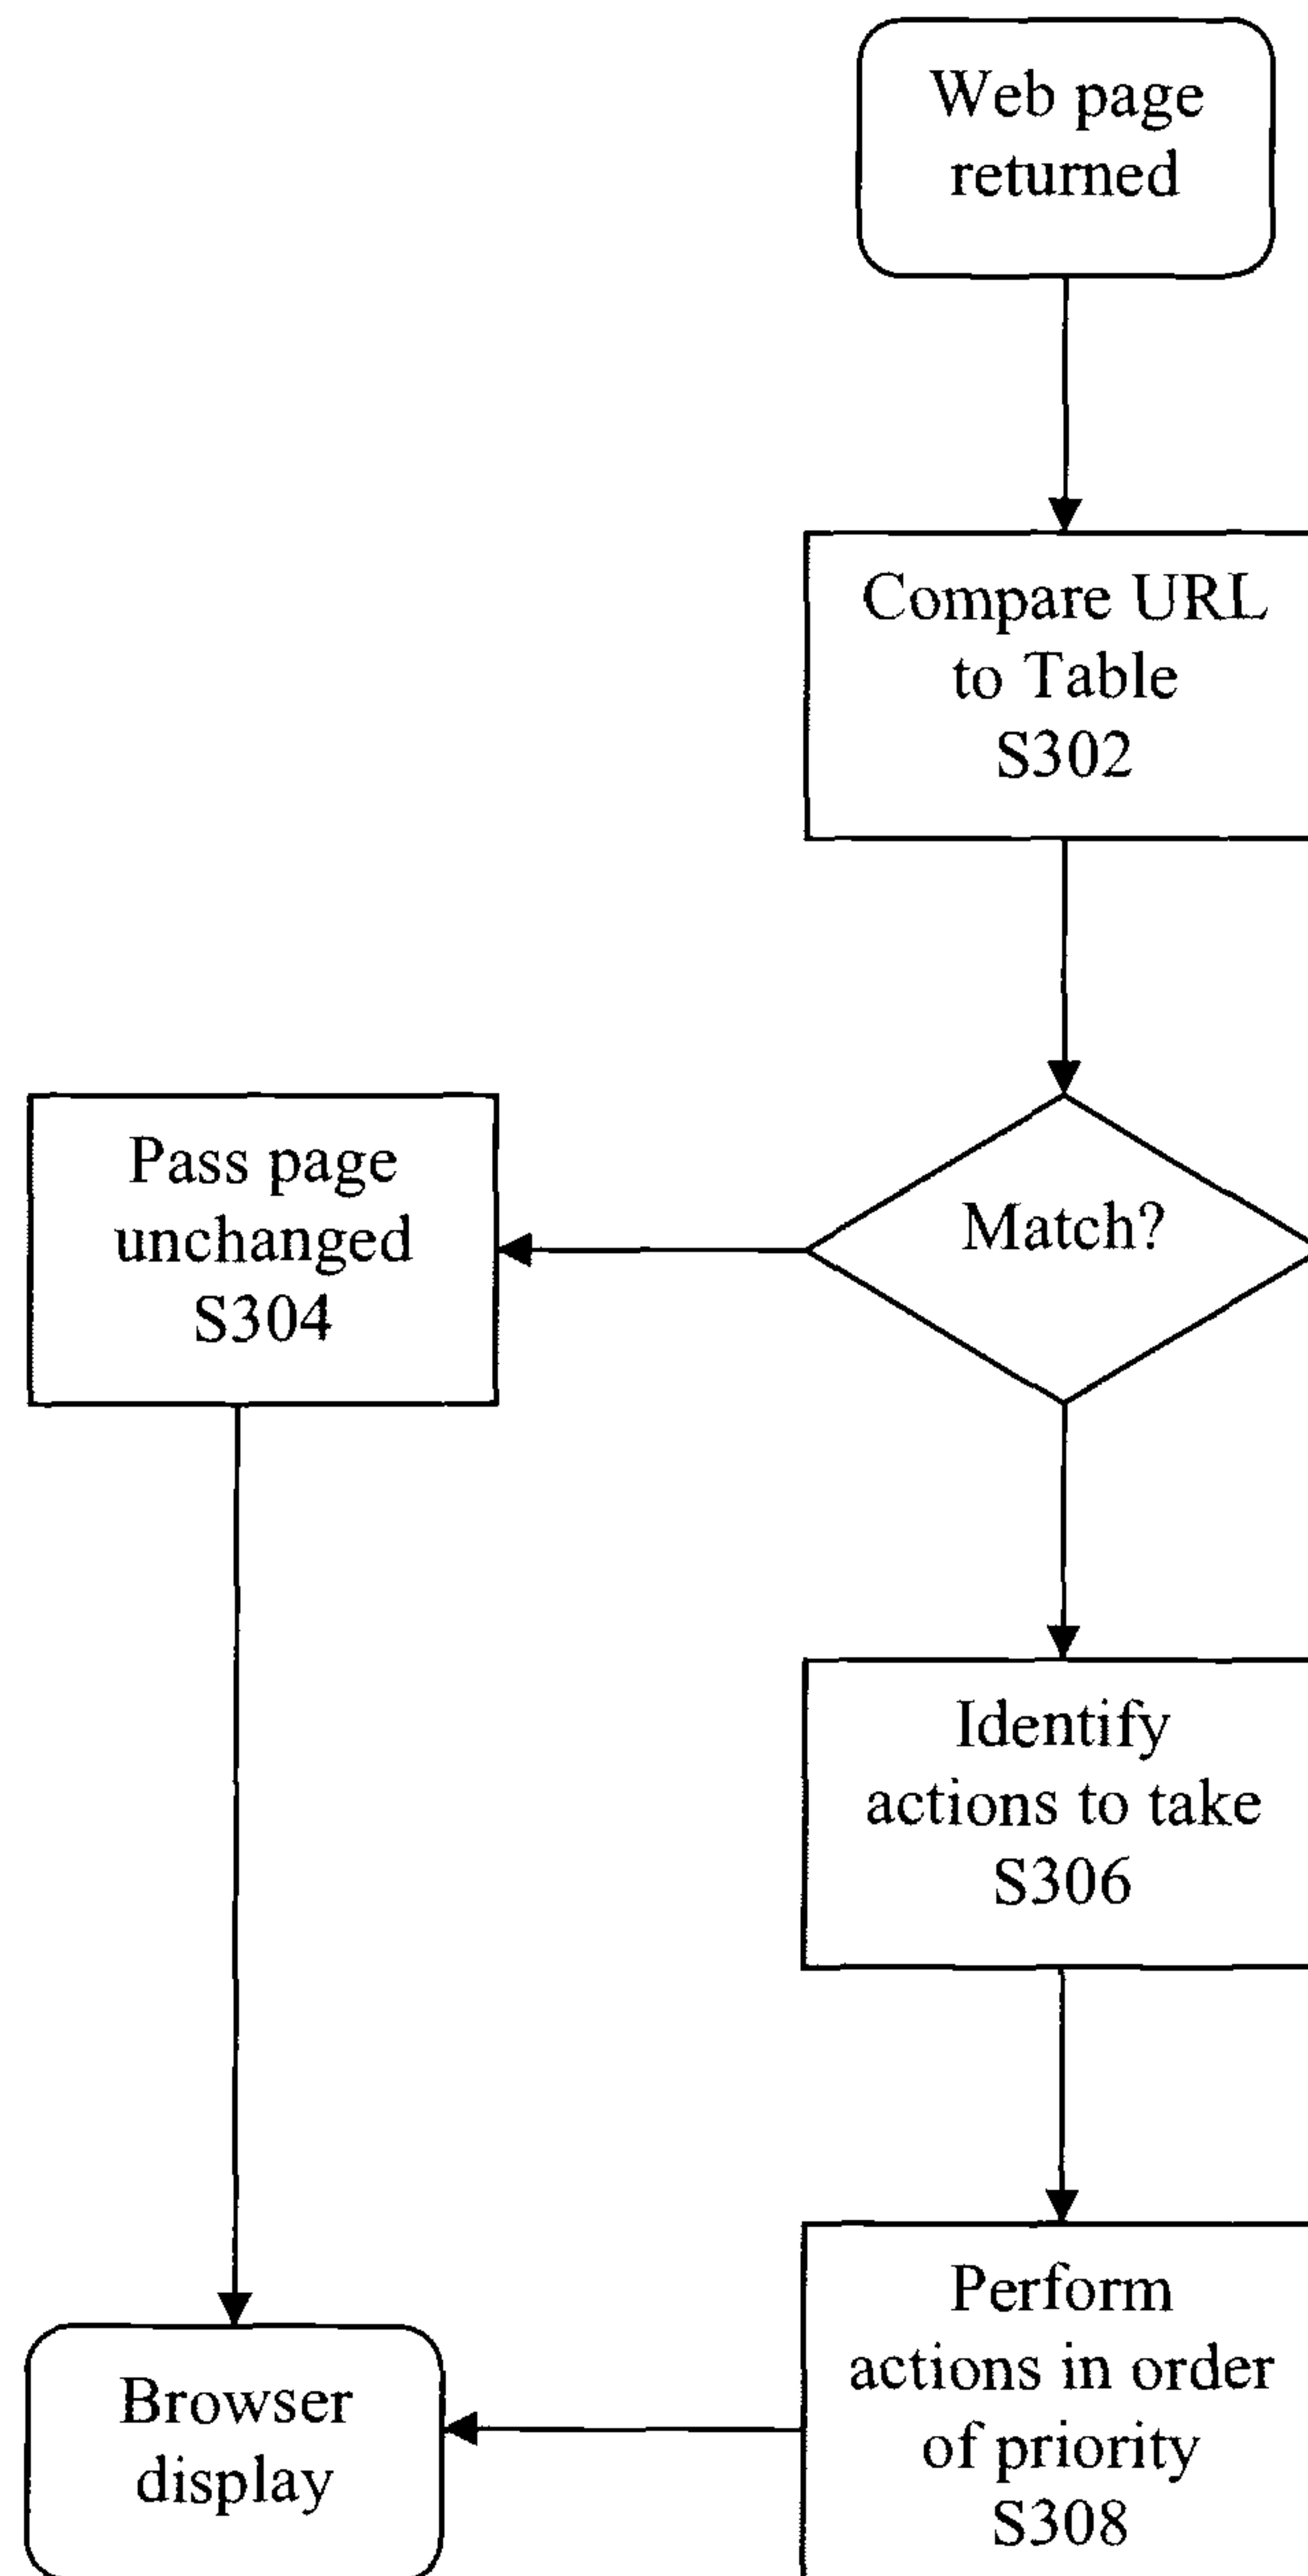 Web page
returned
Compare URL
to Table
S302
Match?
Pass page
unchanged
S304
Identify
actions to take
S306
Perform
actions in order
of priority
S308
Browser
display